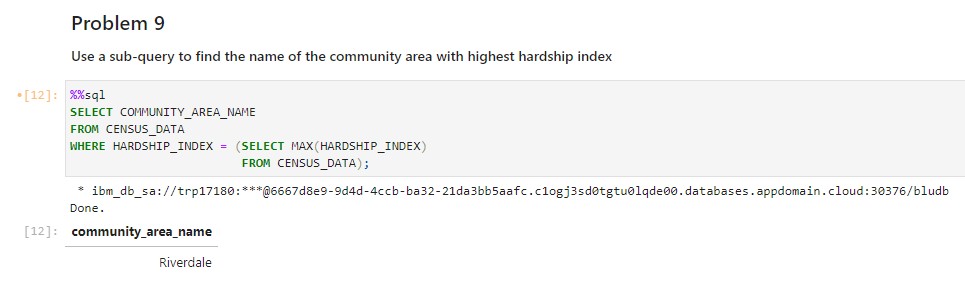 Problem 9
Use a sub-query to find the name of the community area with highest hardship index
•[12]: %%sql
SELECT COMMUNITY_AREA_NAME
FROM CENSUS_DATA
WHERE HARDSHIP_INDEX = (SELECT MAX(HARDSHIP_INDEX)
FROM CENSUS_DATA);
* ibm_db_sa://trp17180:***@6667d8e9-9d4d-4ccb-ba32-21da3bb5aafc.c1ogj3sd0tgtu0lqde00.databases.appdomain.cloud:30376/bludb
Done.
[12]: community_area_name
Riverdale